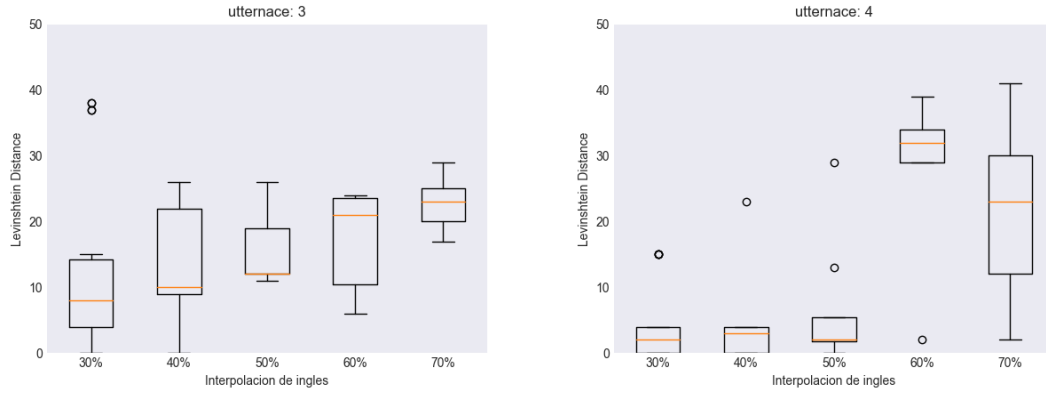 utternace: 3
50
40
30
20
10
0
Levinshtein Distance
30% 40% 50% 60% 70%
Interpolacion de ingles
utternace: 4
50
40
30
20
10
0
Levinshtein Distance
30% 40% 50% 60% 70%
Interpolacion de ingles